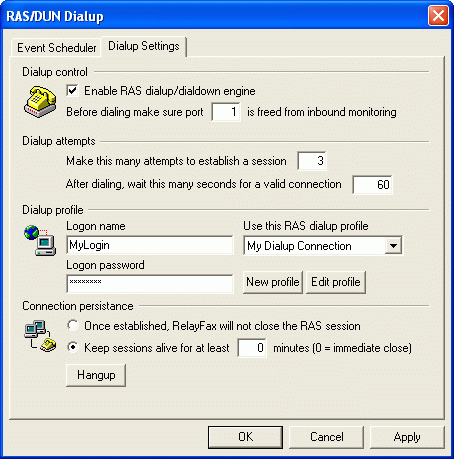 RAS/DUN Dialup
Event Scheduler Dialup Settings
Dialup control
Enable RAS dialup/dialdown engine
Before dialing make sure port 1 is freed from inbound monitoring
Dialup attempts
Make this many attempts to establish a session 3
After dialing, wait this many seconds for a valid connection 60
Dialup profile
Logon name Use this RAS dialup profile
MyLogin My Dialup Connection
Logon password
xxxxxxxx New profile Edit profile
Connection persistance
Once established, RelayFax will not close the RAS session
Keep sessions alive for at least 0 minutes (0 = immediate close)
Hangup
OK Cancel Apply